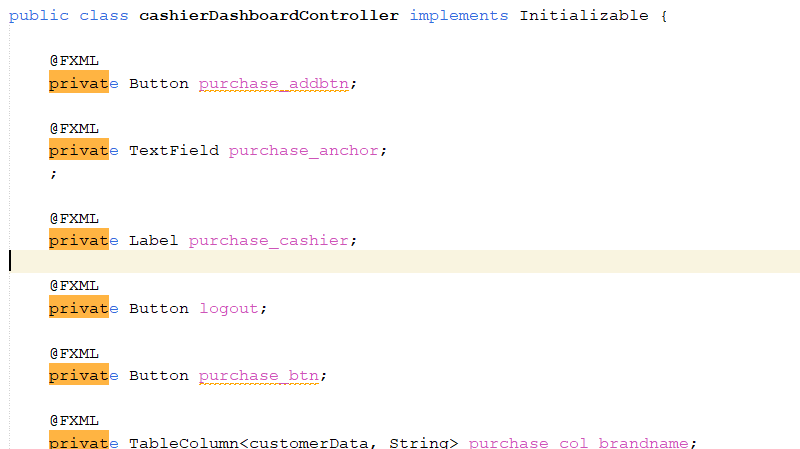 public class cashierDashboardController implements Initializable {
@FXML
private Button purchase_addbtn;
@FXML
private TextField purchase_anchor;
;
@FXML
private Label purchase_cashier;
@FXML
private Button logout;
@FXML
private Button purchase_btn;
@FXML
private TableColumn<customerData, String> purchase_col_brandname;